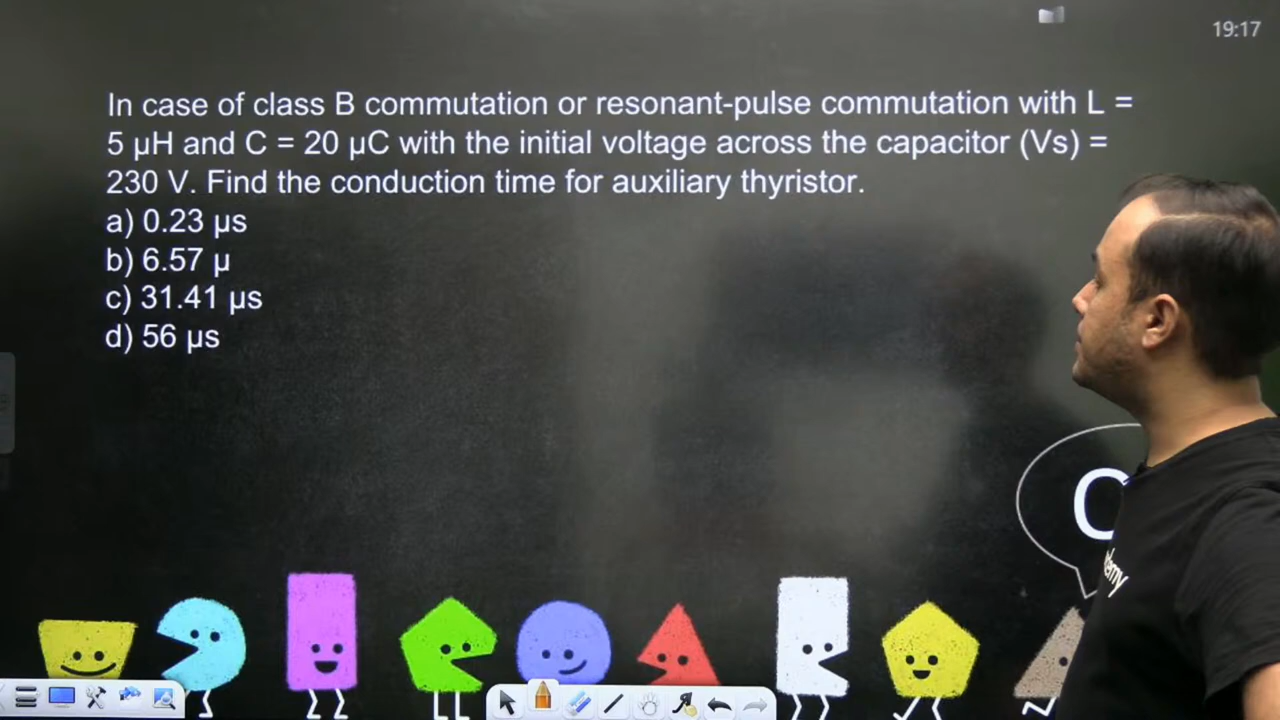 19:17
In case of class B commutation or resonant-pulse commutation with L =
5 µH and C = 20 µC with the initial voltage across the capacitor (Vs) =
230 V. Find the conduction time for auxiliary thyristor.
a) 0.23 µs
b) 6.57 µ
c) 31.41 µs
d) 56 µs